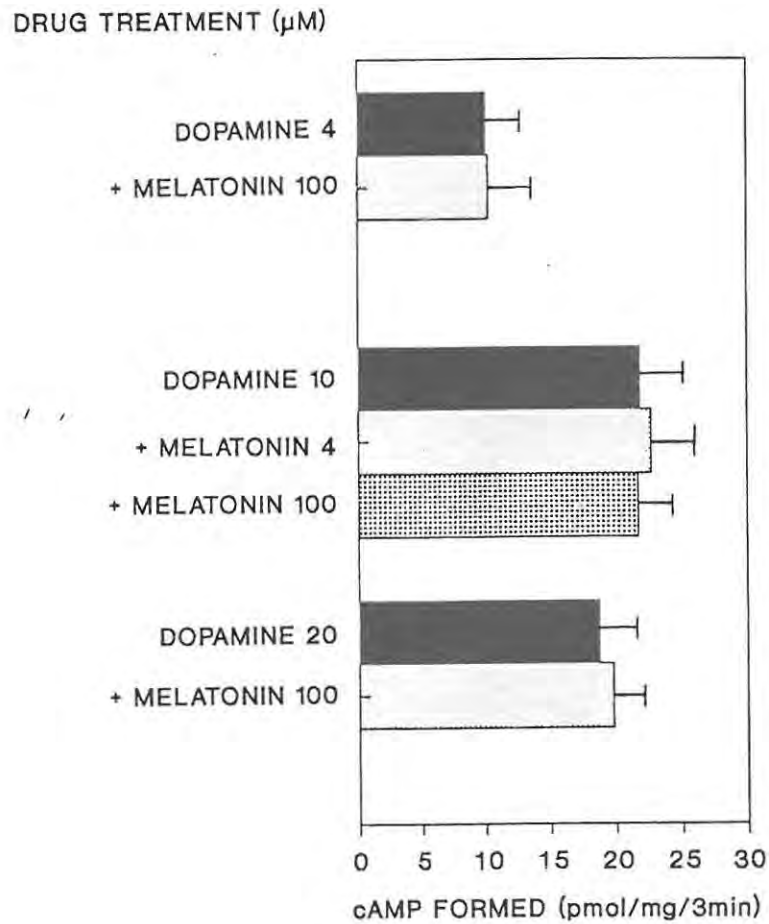 DRUG TREATMENT (µM)
DOPAMINE 4
+ MELATONIN 100
DOPAMINE 10
+ MELATONIN 4
+ MELATONIN 100
DOPAMINE 20
+ MELATONIN 100
0 5 10 15 20 25 30
cAMP FORMED (pmol/mg/3min)